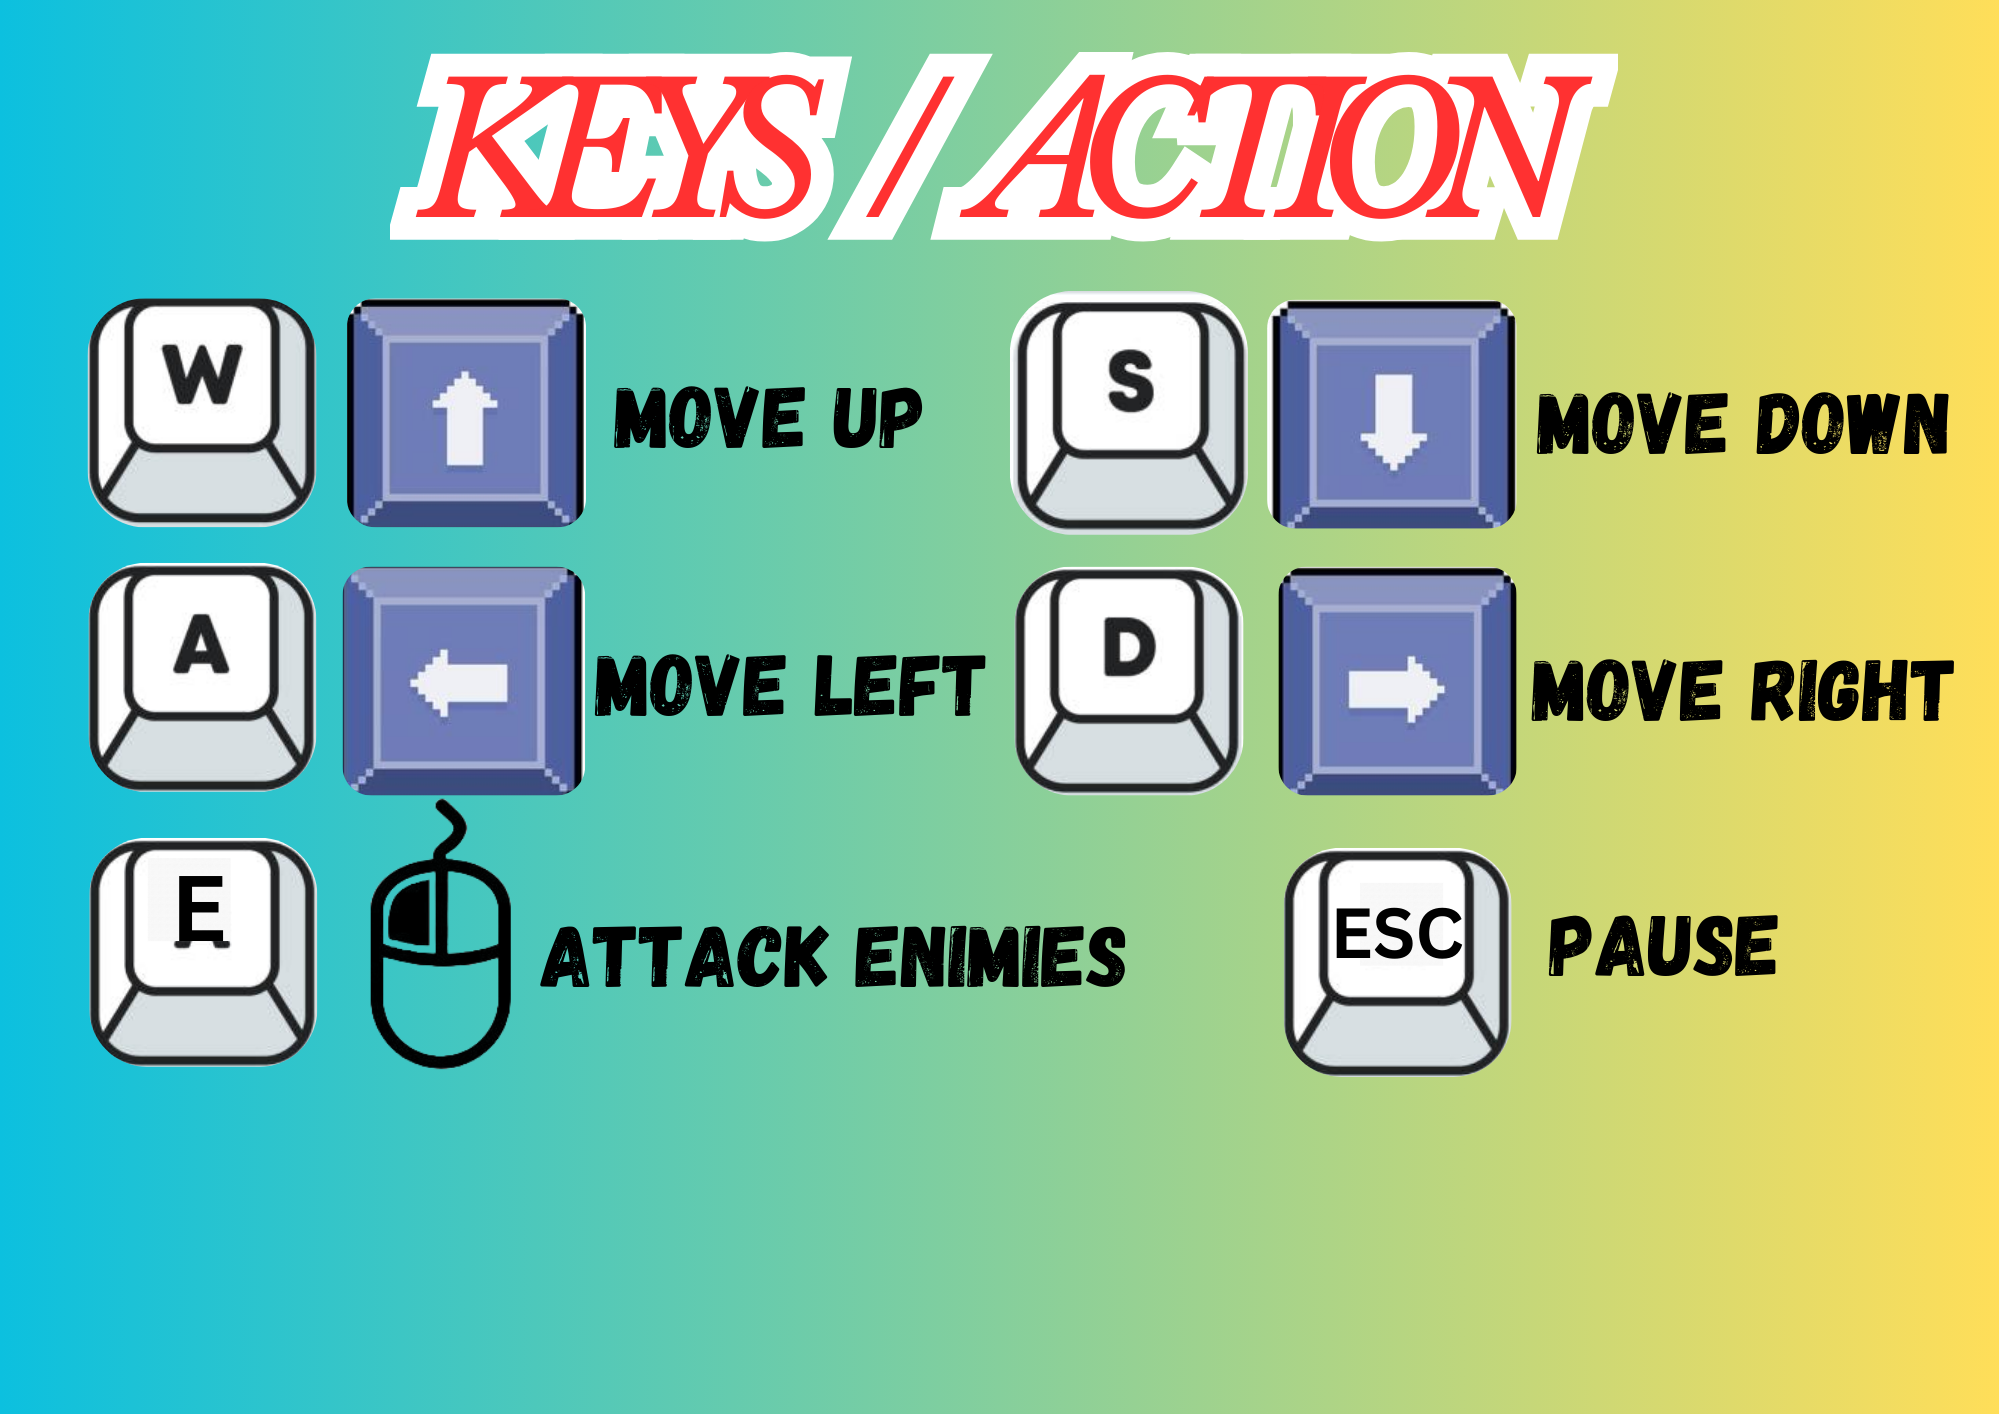 KEYS / ACTION
W MOVE UP
S MOVE DOWN
A MOVE LEFT
D MOVE RIGHT
E ATTACK ENIMIES
ESC PAUSE